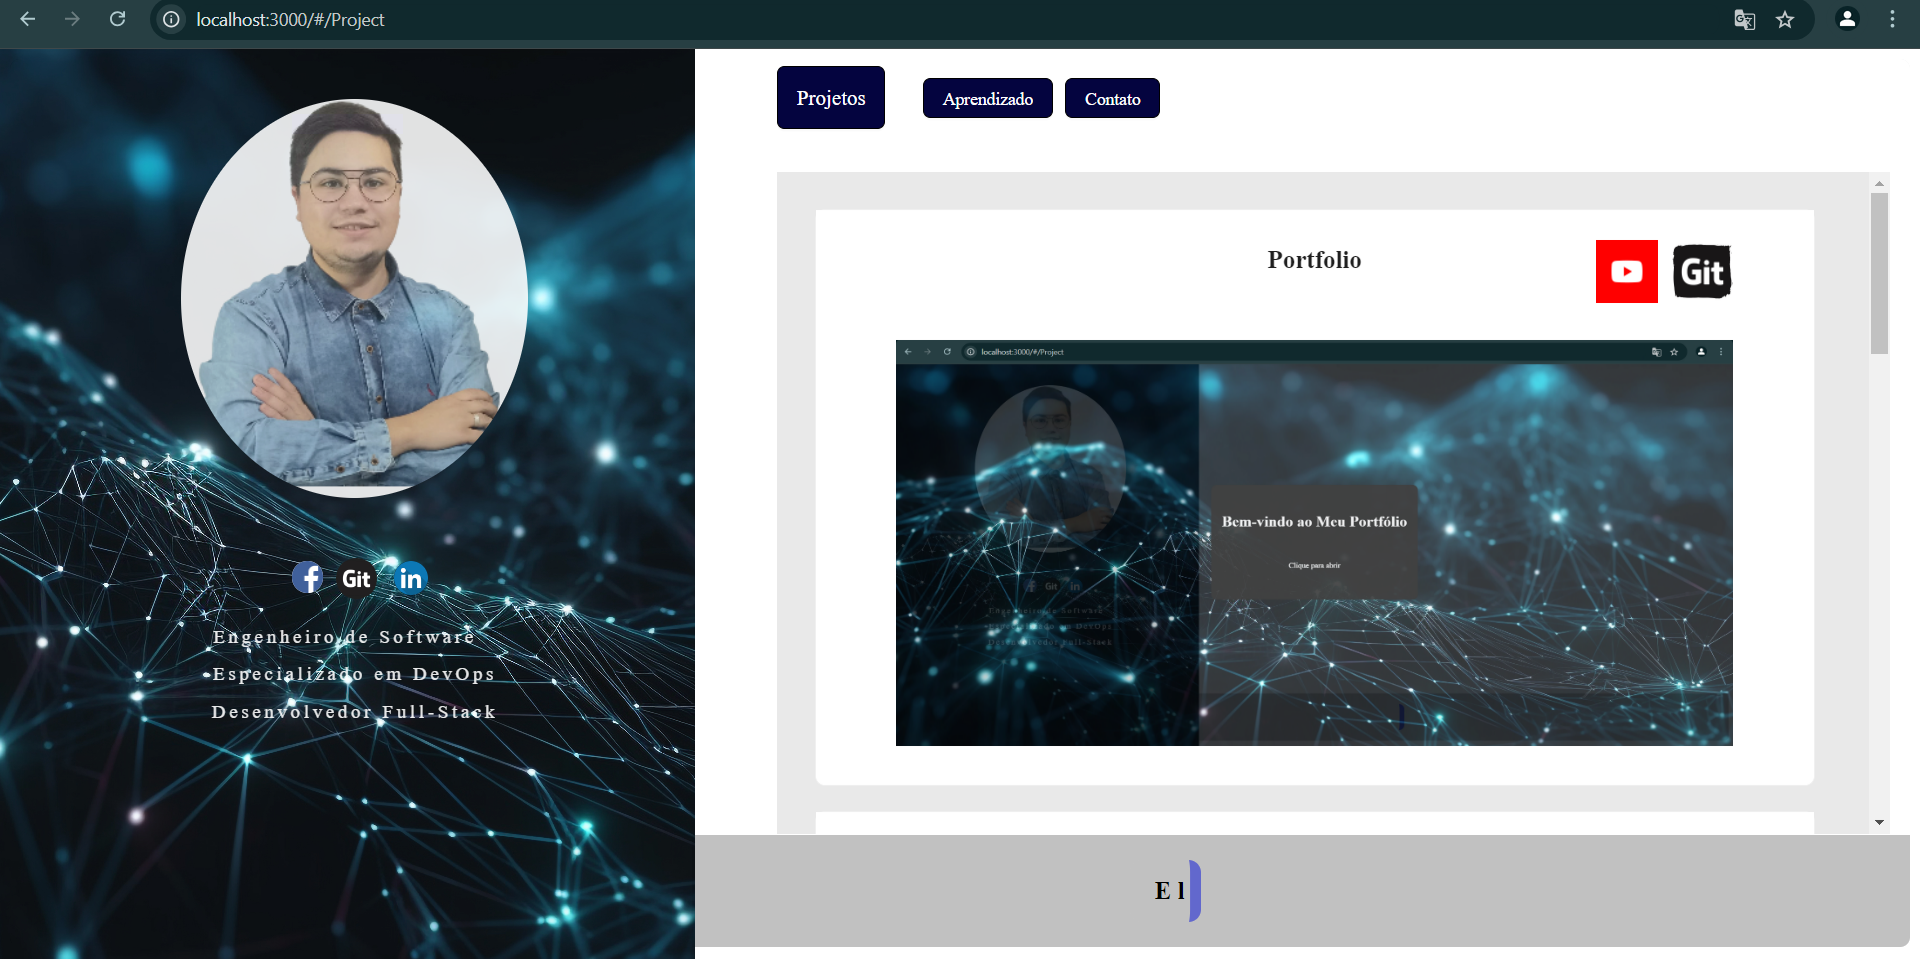 localhost:3000/#/Project
Projetos
Aprendizado
Contato
Portfolio
Git
localhost:3000/#/Project
Bem-vindo ao Meu Portfólio
Clique para abrir
Git
in
Engenheiro de Software
Especializado em DevOps
Desenvolvedor Full-Stack
f
Git
in
Engenheiro de Software
Especializado em DevOps
Desenvolvedor Full-Stack
E l